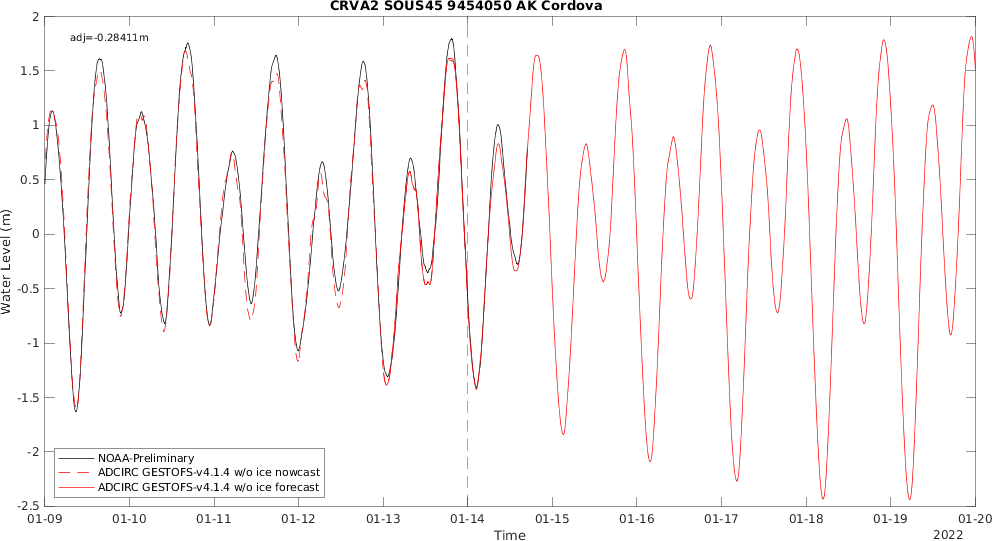 CRVA2 SOUS45 9454050 AK Cordova
adj=-0.28411m
Water Level (m)
2
1.5
1
0.5
0
-0.5
-1
-1.5
-2
-2.5
NOAA-Preliminary
ADCIRC GESTOFS-v4.1.4 w/o ice nowcast
ADCIRC GESTOFS-v4.1.4 w/o ice forecast
01-09 01-10 01-11 01-12 01-13 01-14 01-15 01-16 01-17 01-18 01-19 01-20
Time
2022